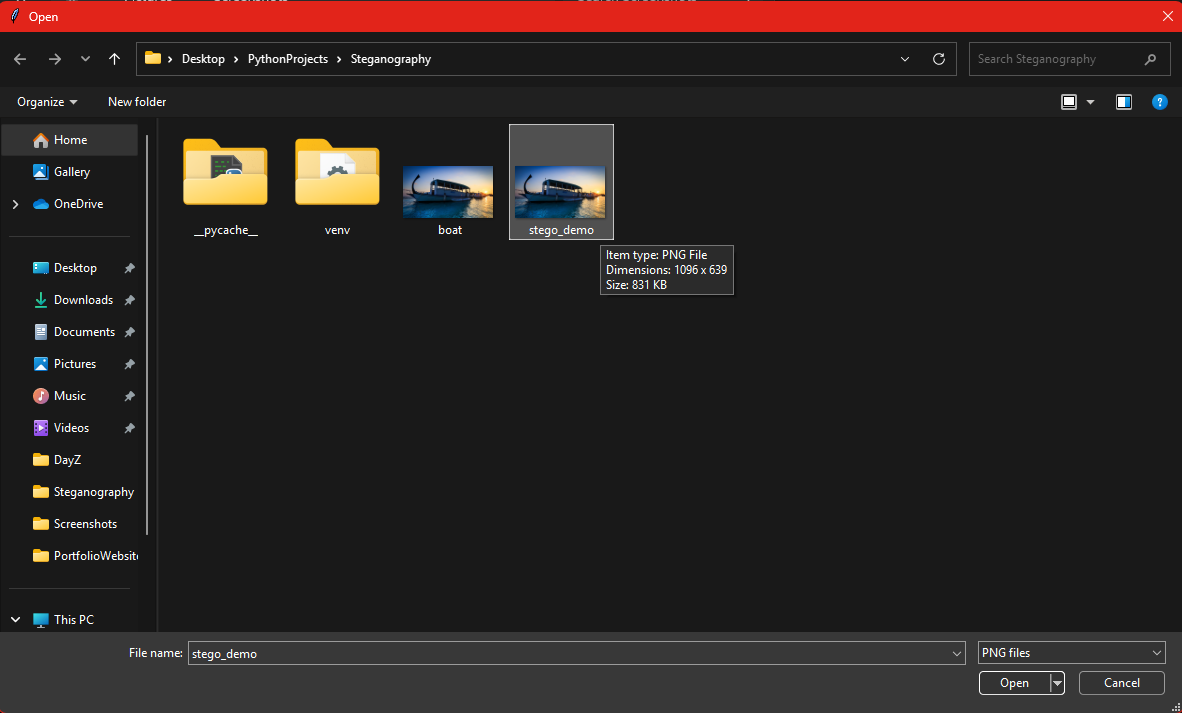 Open
Desktop > PythonProjects > Steganography
Search Steganography
Organize
New folder
?
Home
Gallery
OneDrive
Desktop
Downloads
Documents
Pictures
Music
Videos
DayZ
Steganography
Screenshots
PortfolioWebsite
This PC
__pycache__
venv
boat
stego_demo
Item type: PNG File
Dimensions: 1096 x 639
Size: 831 KB
File name:
stego_demo
PNG files
Open
Cancel